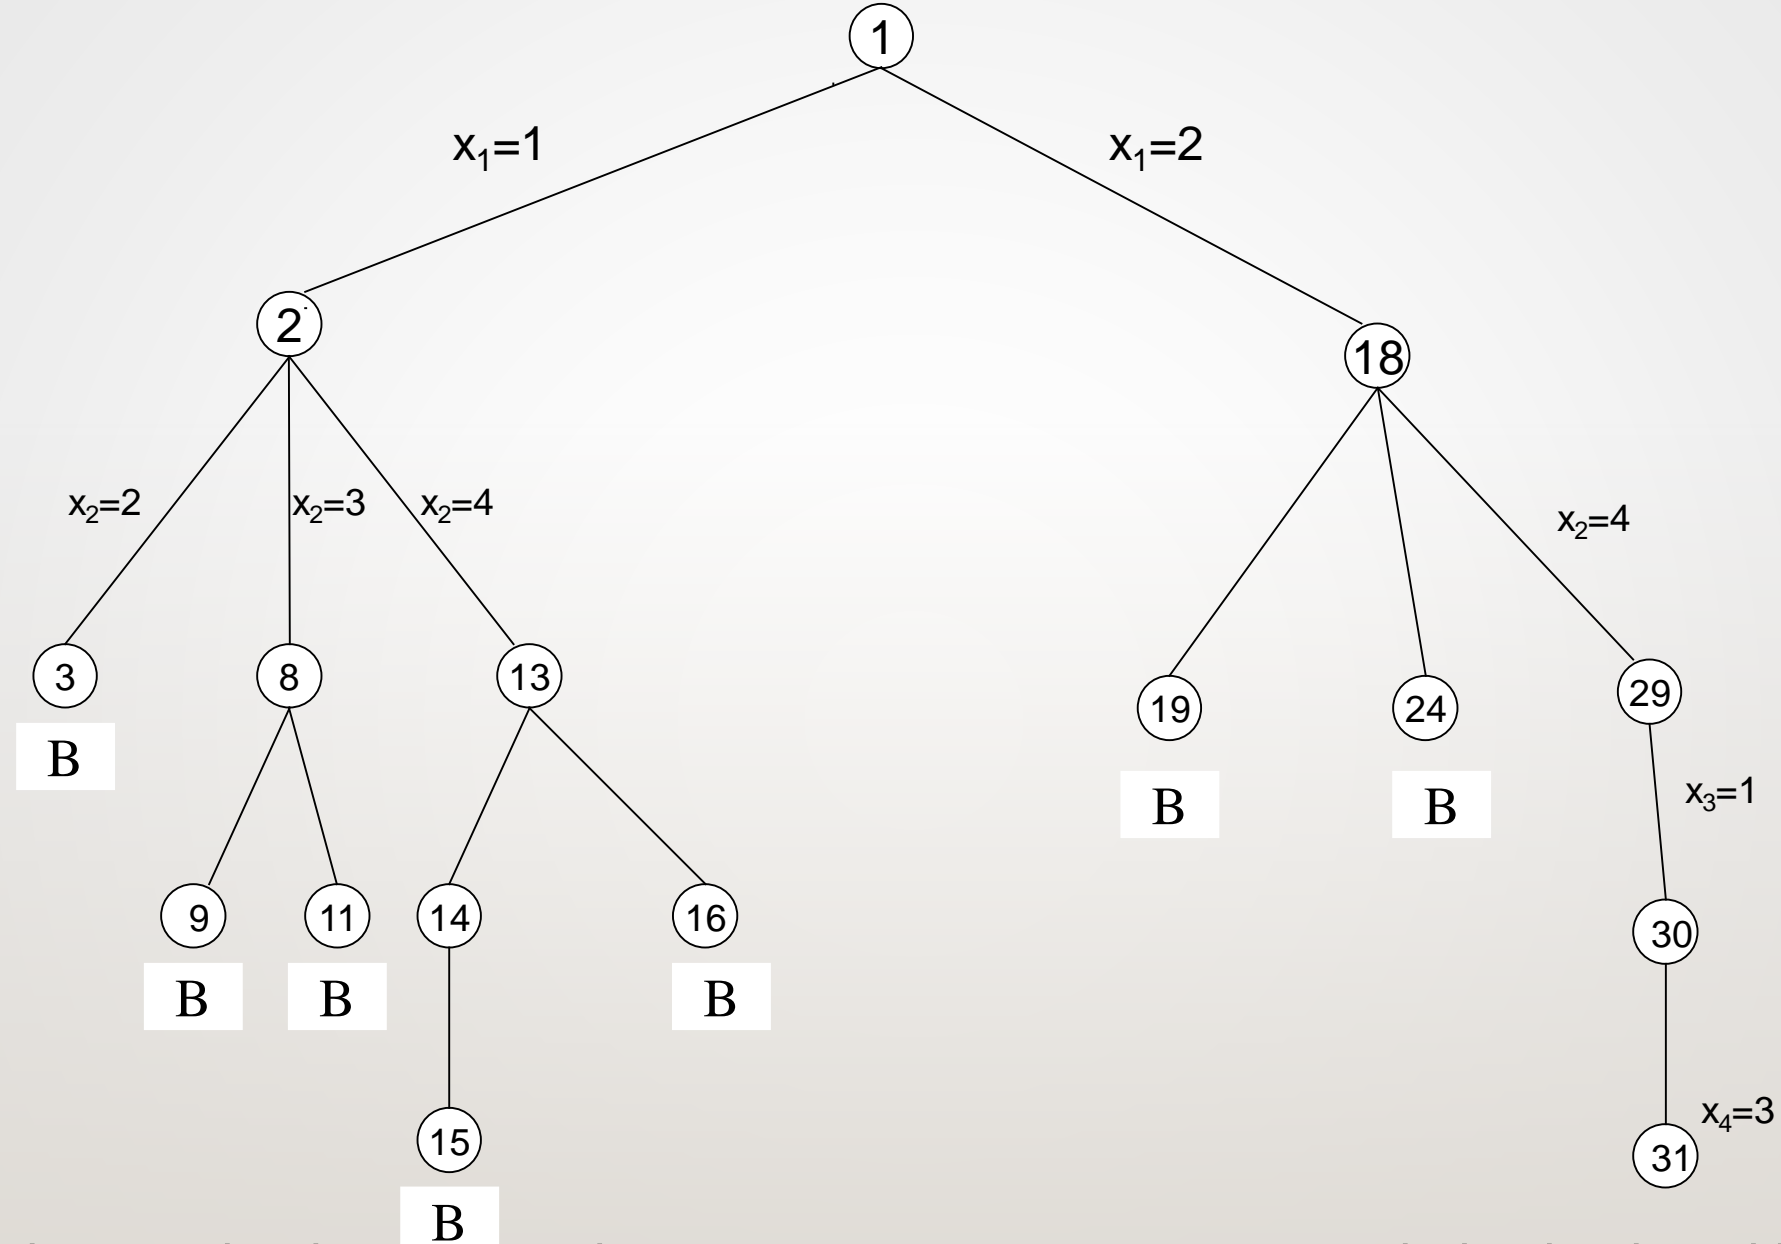 1
x₁=1 x₁=2
2
18
x₂=2 x₂=3 x₂=4 x₂=4
3 8 13 29
19 24
B
x₃=1
B B
9 11 14 16 30
B B B
x₄=3
15 31
B